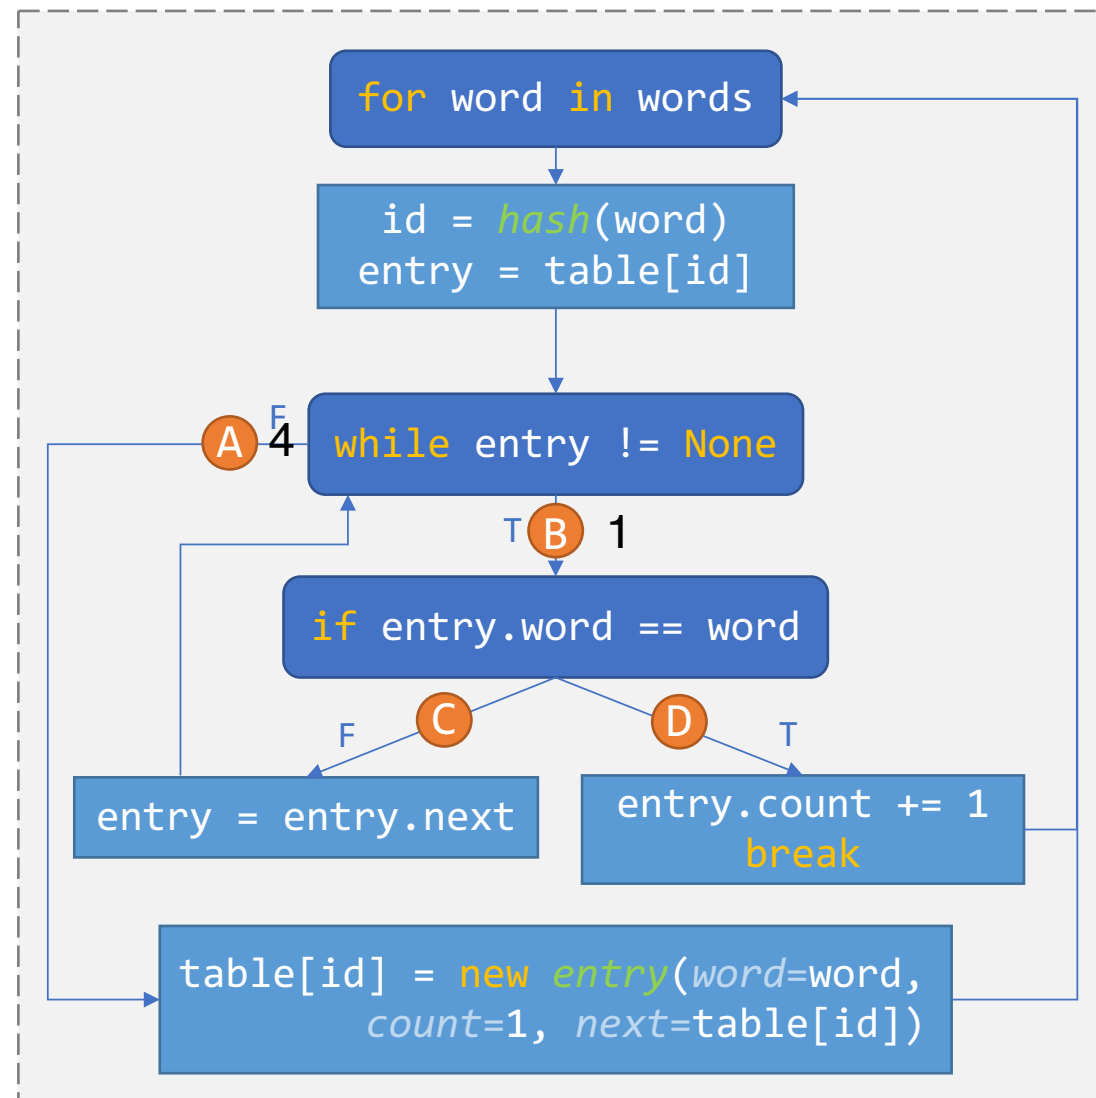 for word in words
id = hash(word)
entry = table[id]
F
A 4
while entry != None
T B 1
if entry.word == word
C
D
F
T
entry = entry.next
entry.count += 1
break
table[id] = new entry(word=word,
count=1, next=table[id])